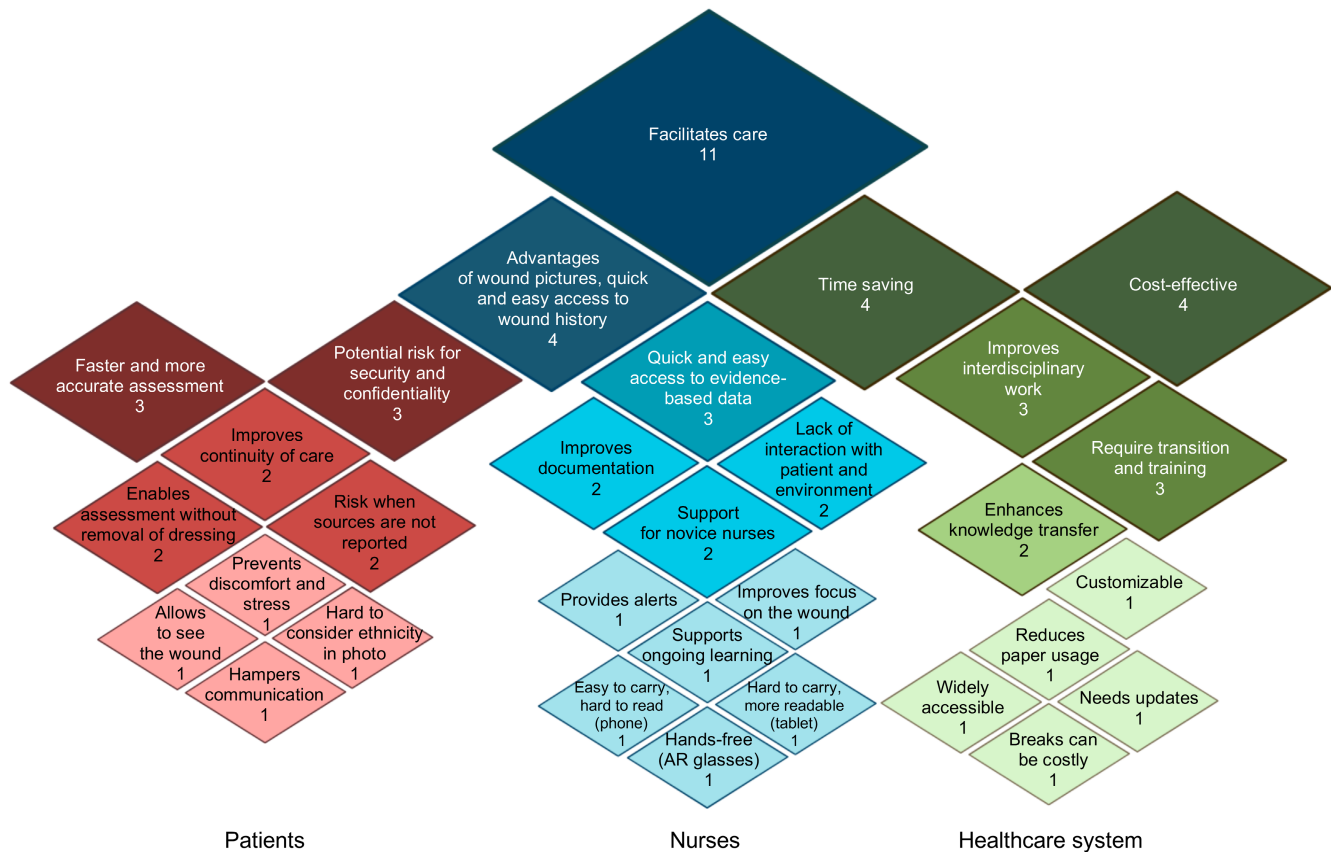 Facilitates care
11
Advantages
of wound pictures, quick
and easy access to
wound history
4
Time saving
4
Cost-effective
4
Faster and more
accurate assessment
3
Potential risk for
security and
confidentiality
3
Quick and easy
access to evidence-
based data
3
Improves
interdisciplinary
work
3
Require transition
and training
3
Improves
continuity of care
2
Enables
assessment without
removal of dressing
2
Risk when
sources are not
reported
2
Improves
documentation
2
Lack of
interaction with
patient and
environment
2
Support
for novice nurses
2
Enhances
knowledge transfer
2
Prevents
discomfort and
stress
1
Allows
to see
the wound
1
Hard to
consider ethnicity
in photo
1
Hampers
communication
1
Provides alerts
1
Improves focus
on the wound
1
Supports
ongoing learning
1
Easy to carry,
hard to read
(phone)
1
Hard to carry,
more readable
(tablet)
1
Hands-free
(AR glasses)
1
Customizable
1
Reduces
paper usage
1
Widely
accessible
1
Needs updates
1
Breaks can
be costly
1
Patients
Nurses
Healthcare system